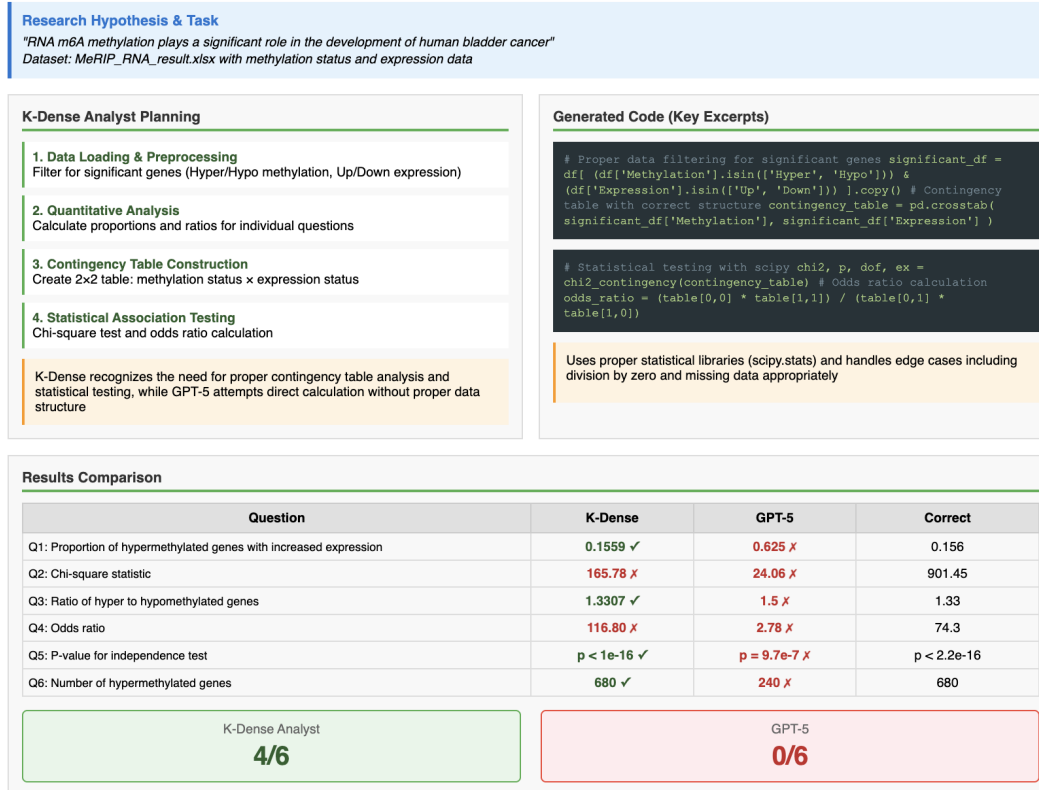 Research Hypothesis & Task
"RNA m6A methylation plays a significant role in the development of human bladder cancer"
Dataset: MeRIP_RNA_result.xlsx with methylation status and expression data
K-Dense Analyst Planning
1. Data Loading & Preprocessing
Filter for significant genes (Hyper/Hypo methylation, Up/Down expression)
2. Quantitative Analysis
Calculate proportions and ratios for individual questions
3. Contingency Table Construction
Create 2×2 table: methylation status × expression status
4. Statistical Association Testing
Chi-square test and odds ratio calculation
K-Dense recognizes the need for proper contingency table analysis and
statistical testing, while GPT-5 attempts direct calculation without proper data
structure
Generated Code (Key Excerpts)
# Proper data filtering for significant genes significant_df =
df[ (df['Methylation'].isin(['Hyper', 'Hypo'])) &
(df['Expression'].isin(['Up', 'Down'])) ].copy() # Contingency
table with correct structure contingency_table = pd.crosstab(
significant_df['Methylation'], significant_df['Expression'] )
# Statistical testing with scipy chi2, p, dof, ex =
chi2_contingency(contingency_table) # Odds ratio calculation
odds_ratio = (table[0,0] * table[1,1]) / (table[0,1] *
table[1,0])
Uses proper statistical libraries (scipy.stats) and handles edge cases including
division by zero and missing data appropriately
Results Comparison
Question K-Dense GPT-5 Correct
Q1: Proportion of hypermethylated genes with increased expression 0.1559 ✓ 0.625 ✗ 0.156
Q2: Chi-square statistic 165.78 ✗ 24.06 ✗ 901.45
Q3: Ratio of hyper to hypomethylated genes 1.3307 ✓ 1.5 ✗ 1.33
Q4: Odds ratio 116.80 ✗ 2.78 ✗ 74.3
Q5: P-value for independence test p < 1e-16 ✓ p = 9.7e-7 ✗ p < 2.2e-16
Q6: Number of hypermethylated genes 680 ✓ 240 ✗ 680
K-Dense Analyst
4/6
GPT-5
0/6